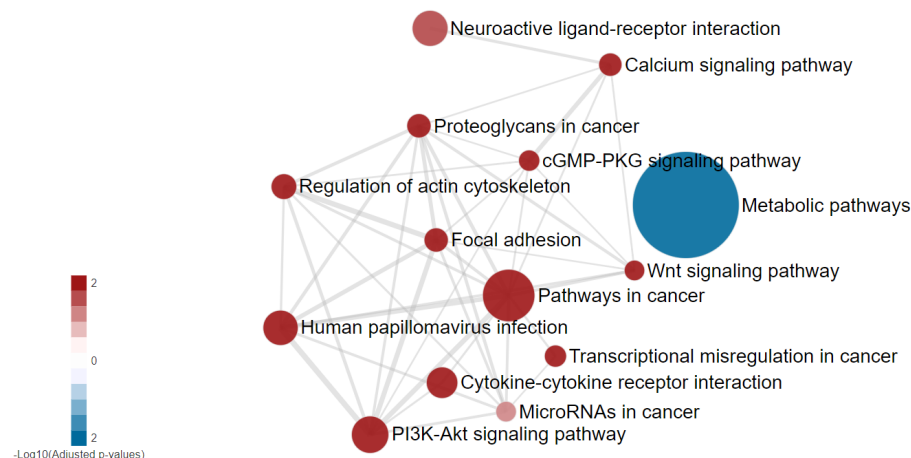 Neuroactive ligand-receptor interaction
Calcium signaling pathway
Proteoglycans in cancer
cGMP-PKG signaling pathway
Regulation of actin cytoskeleton
Metabolic pathways
Focal adhesion
Wnt signaling pathway
Pathways in cancer
Human papillomavirus infection
Transcriptional misregulation in cancer
Cytokine-cytokine receptor interaction
MicroRNAs in cancer
PI3K-Akt signaling pathway
2
0
2
-Log10(Adjusted p-values)